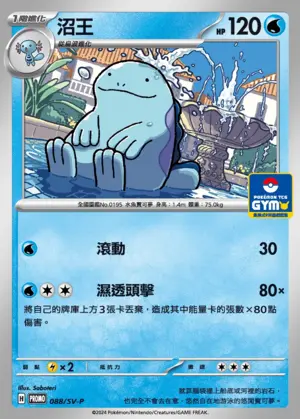 1階進化
沼王
HP 120
從烏波進化
全國圖鑑No.0195 水魚寶可夢 身高:1.4m 體重:75.0kg
POKÉMON TCG
GYM
滾動 30
濕透頭擊 80×
將自己的牌庫上方3張卡丟棄,造成其中能量卡的張數×80點傷害。
弱點 ×2 抵抗力 撤退
Illus. Saboteri
H PROMO 088/SV-P
©2024 Pokémon/Nintendo/Creatures/GAME FREAK.